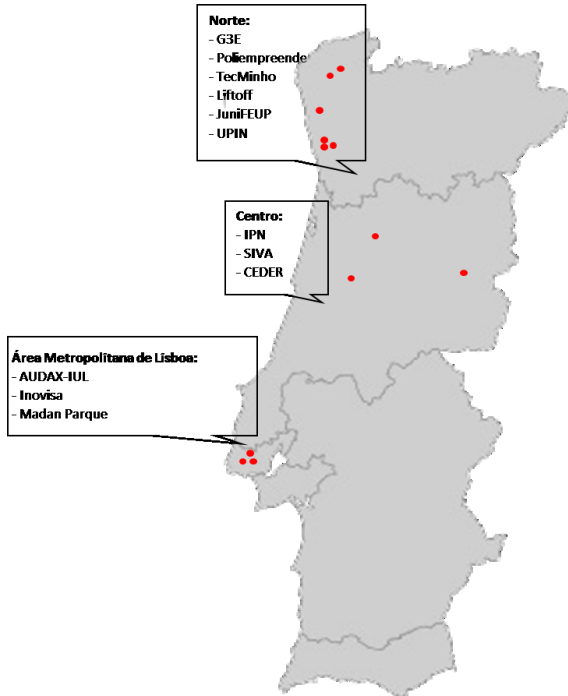 Norte:
- G3E
- Poliempreende
- TecMinho
- Liftoff
- JuniFEUP
- UPIN
Centro:
- IPN
- SIVA
- CEDER
Área Metropolitana de Lisboa:
- AUDAX-IUL
- Inovisa
- Madan Parque